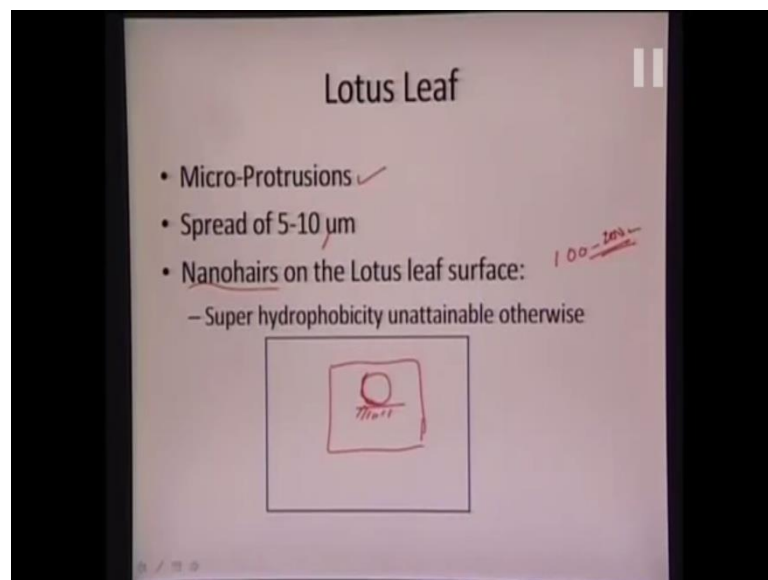 Lotus Leaf
• Micro-Protrusions
• Spread of 5-10 µm
• Nanohairs on the Lotus leaf surface:
100-
– Super hydrophobicity unattainable otherwise